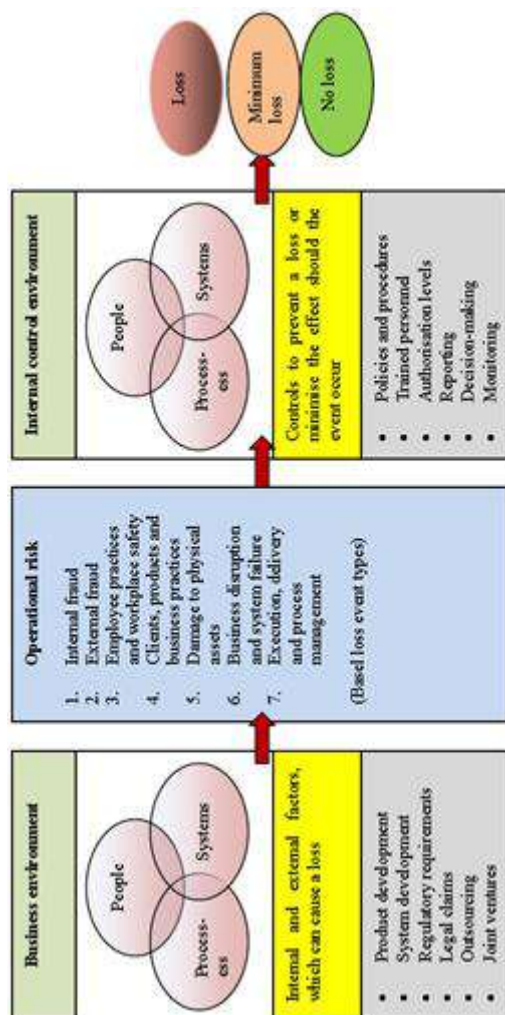 Business environment
People
Process-
ess
Systems
Internal and external factors,
which can cause a loss
• Product development
• System development
• Regulatory requirements
• Legal claims
• Outsourcing
• Joint ventures
Operational risk
1. Internal fraud
2. External fraud
3. Employee practices
and workplace safety
4. Clients, products and
business practices
5. Damage to physical
assets
6. Business disruption
and system failure
7. Execution, delivery
and process
management
(Basel loss event types)
Internal control environment
People
Process-
ess
Systems
Controls to prevent a loss or
minimise the effect should the
event occur
• Policies and procedures
• Trained personnel
• Authorisation levels
• Reporting
• Decision-making
• Monitoring
Loss
Minimum
loss
No loss